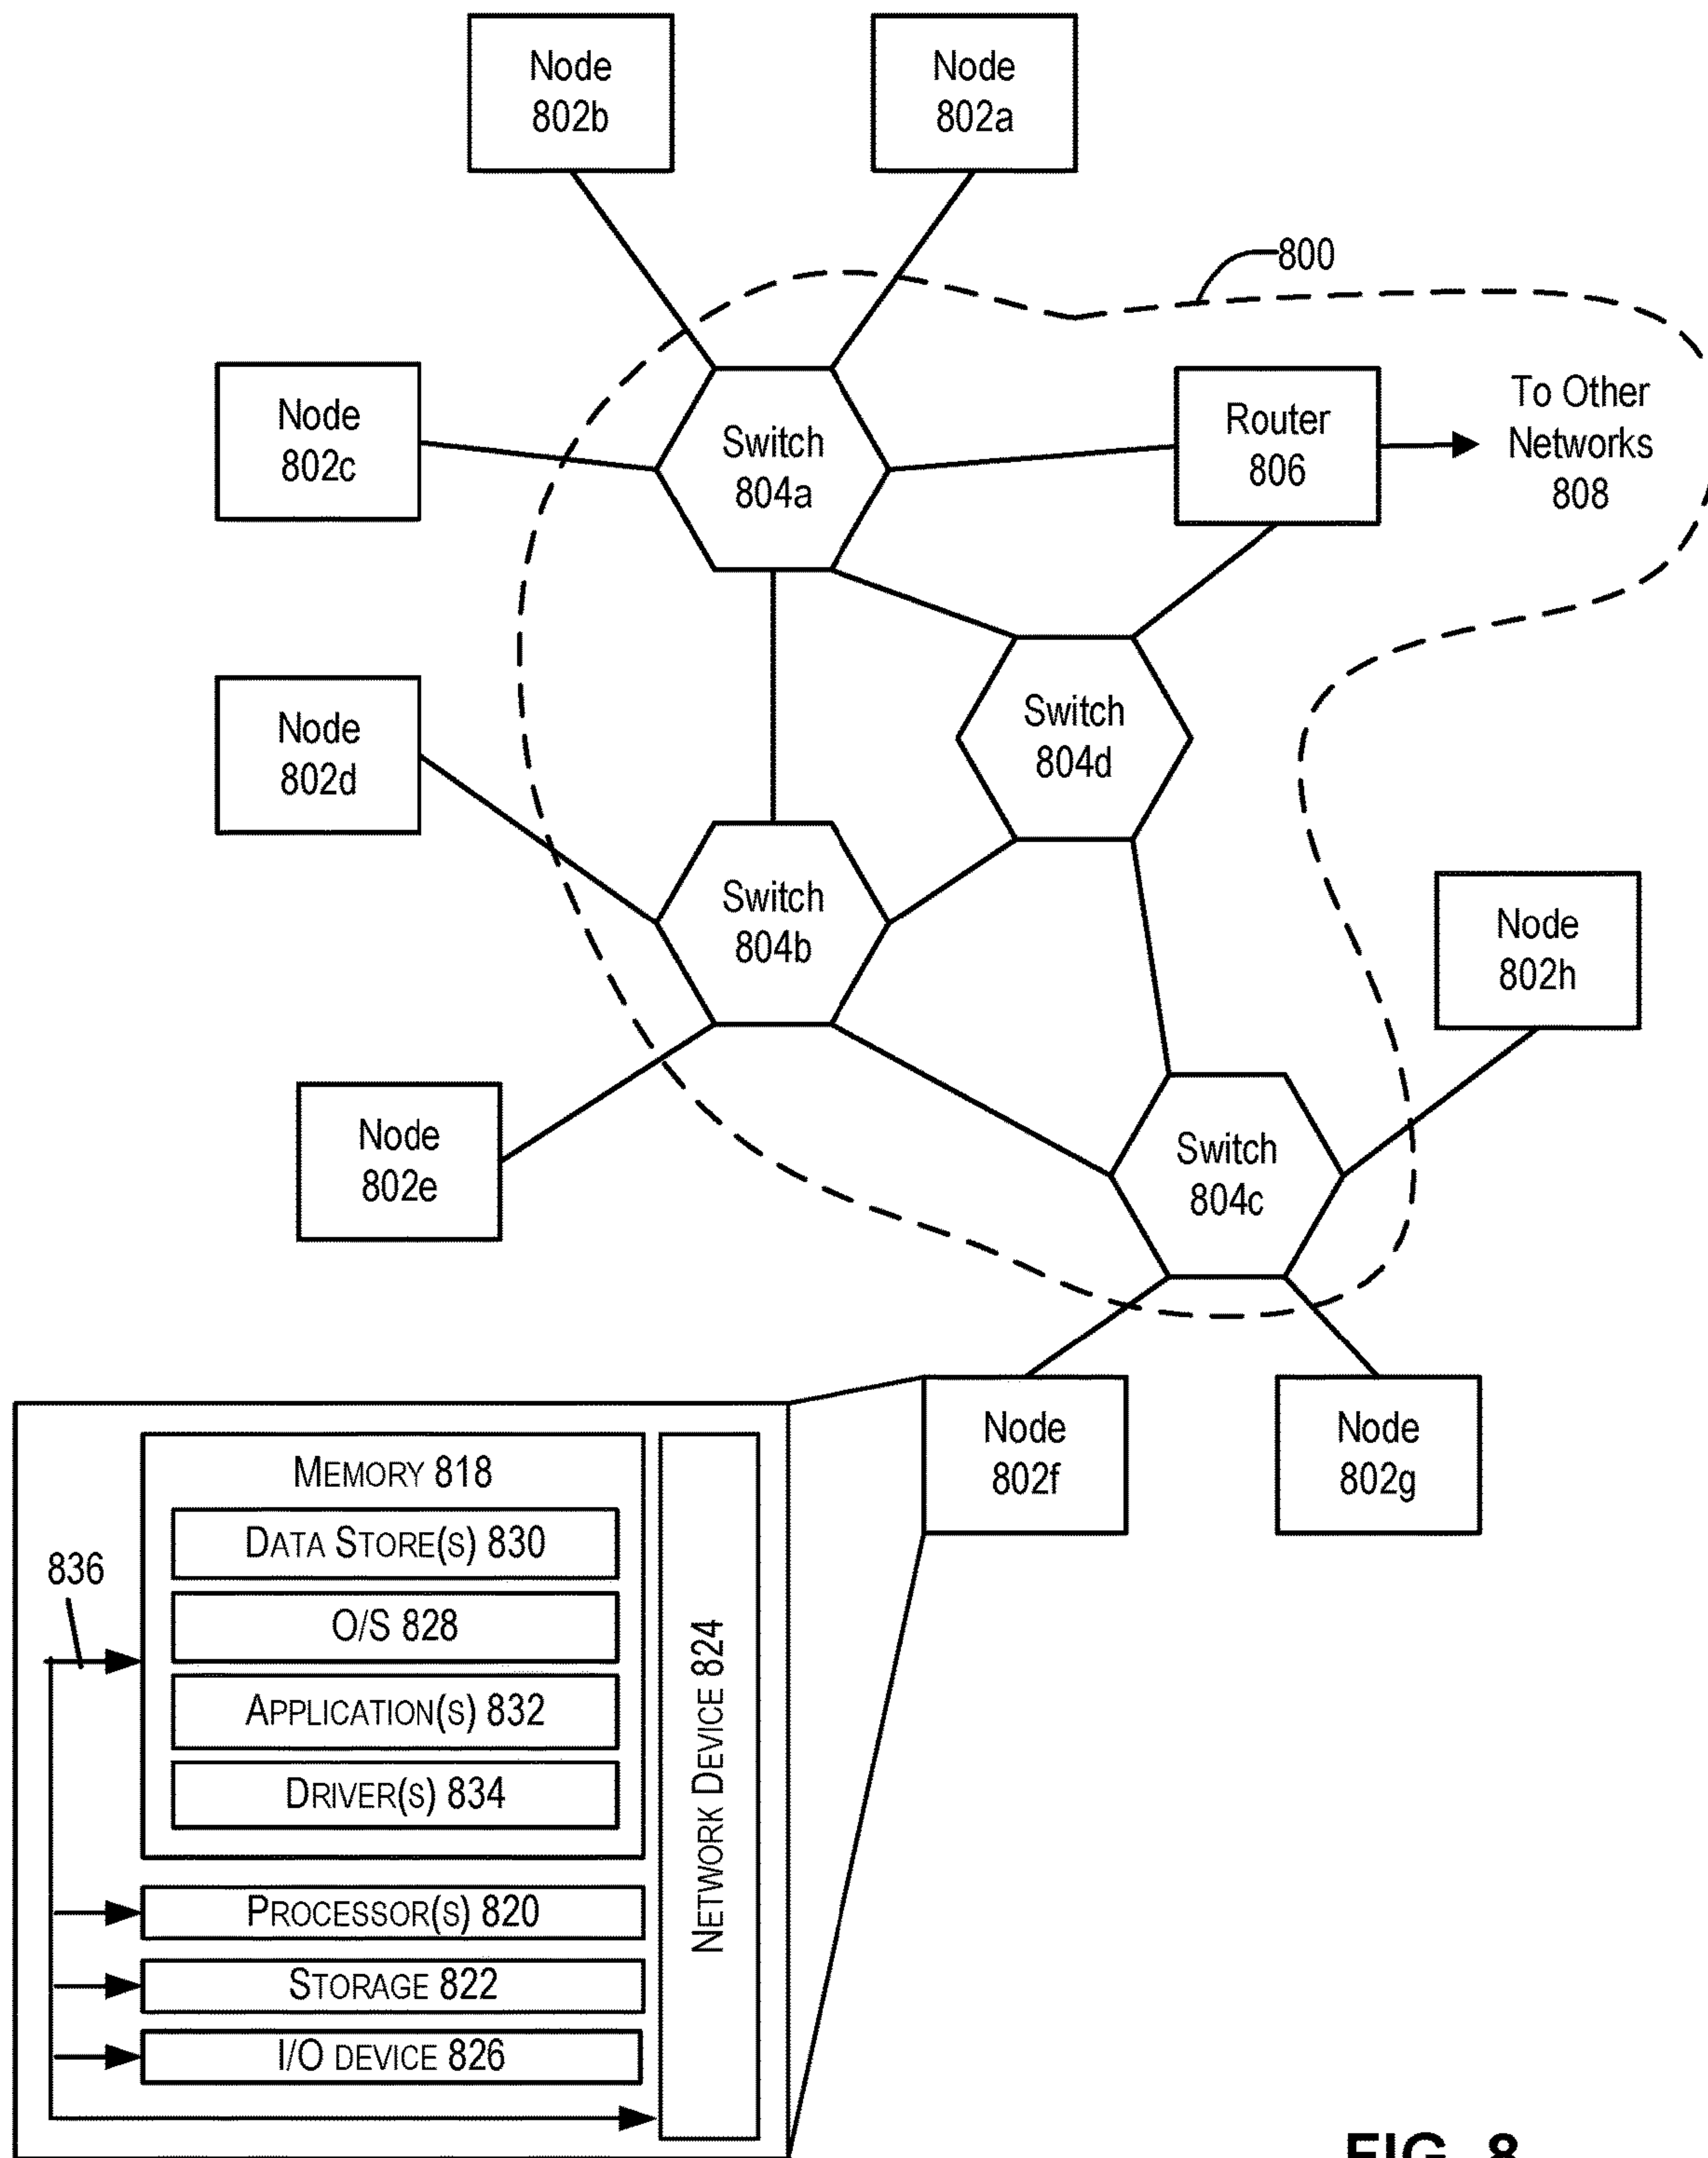 Node
802b
Node
802a
800
Node
802c
Switch
804a
Router
806
To Other
Networks
808
Node
802d
Switch
804d
Switch
804b
Node
802h
Node
802e
Switch
804c
Node
802f
Node
802g
MEMORY 818
DATA STORE(S) 830
836
O/S 828
APPLICATION(S) 832
DRIVER(S) 834
NETWORK DEVICE 824
PROCESSOR(S) 820
STORAGE 822
I/O DEVICE 826
FIG. 8